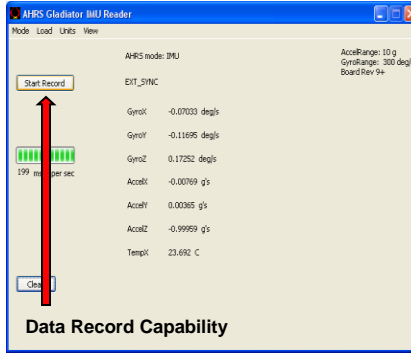 AHRS Gladiator IMU Reader
Mode Load Units View
AHRS mode: IMU
AccelRange: 10 g
GyroRange: 300 deg/
Board Rev 9+
Start Record
EXT_SYNC
GyroX -0.07033 deg/s
GyroY -0.11695 deg/s
GyroZ 0.17252 deg/s
199 per sec
AccelX -0.00769 g's
AccelY 0.00365 g's
AccelZ -0.99959 g's
TempX 23.692 C
Data Record Capability